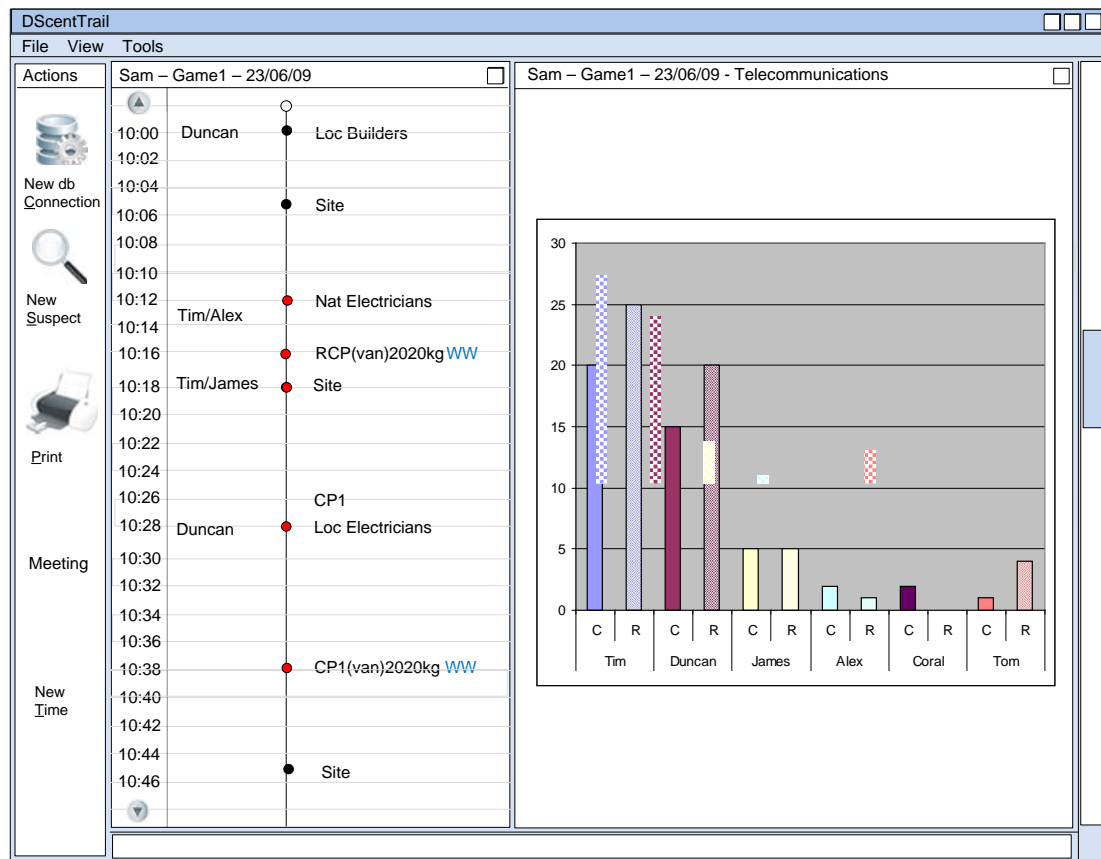 DScentTrail
File View Tools
Actions
New db
Connection
New
Suspect
Print
Meeting
New
Time
Sam – Game1 – 23/06/09
10:00 Duncan Loc Builders
10:02
10:04
10:06 Site
10:08
10:10
10:12 Nat Electricians
Tim/Alex
10:14
10:16 RCP(van)2020kg WW
10:18 Tim/James Site
10:20
10:22
10:24
10:26 CP1
10:28 Duncan Loc Electricians
10:30
10:32
10:34
10:36
10:38 CP1(van)2020kg WW
10:40
10:42
10:44
Site
10:46
Sam – Game1 – 23/06/09 - Telecommunications
30
25
20
15
10
5
0
C R C R C R C R C R C R
Tim Duncan James Alex Coral Tom